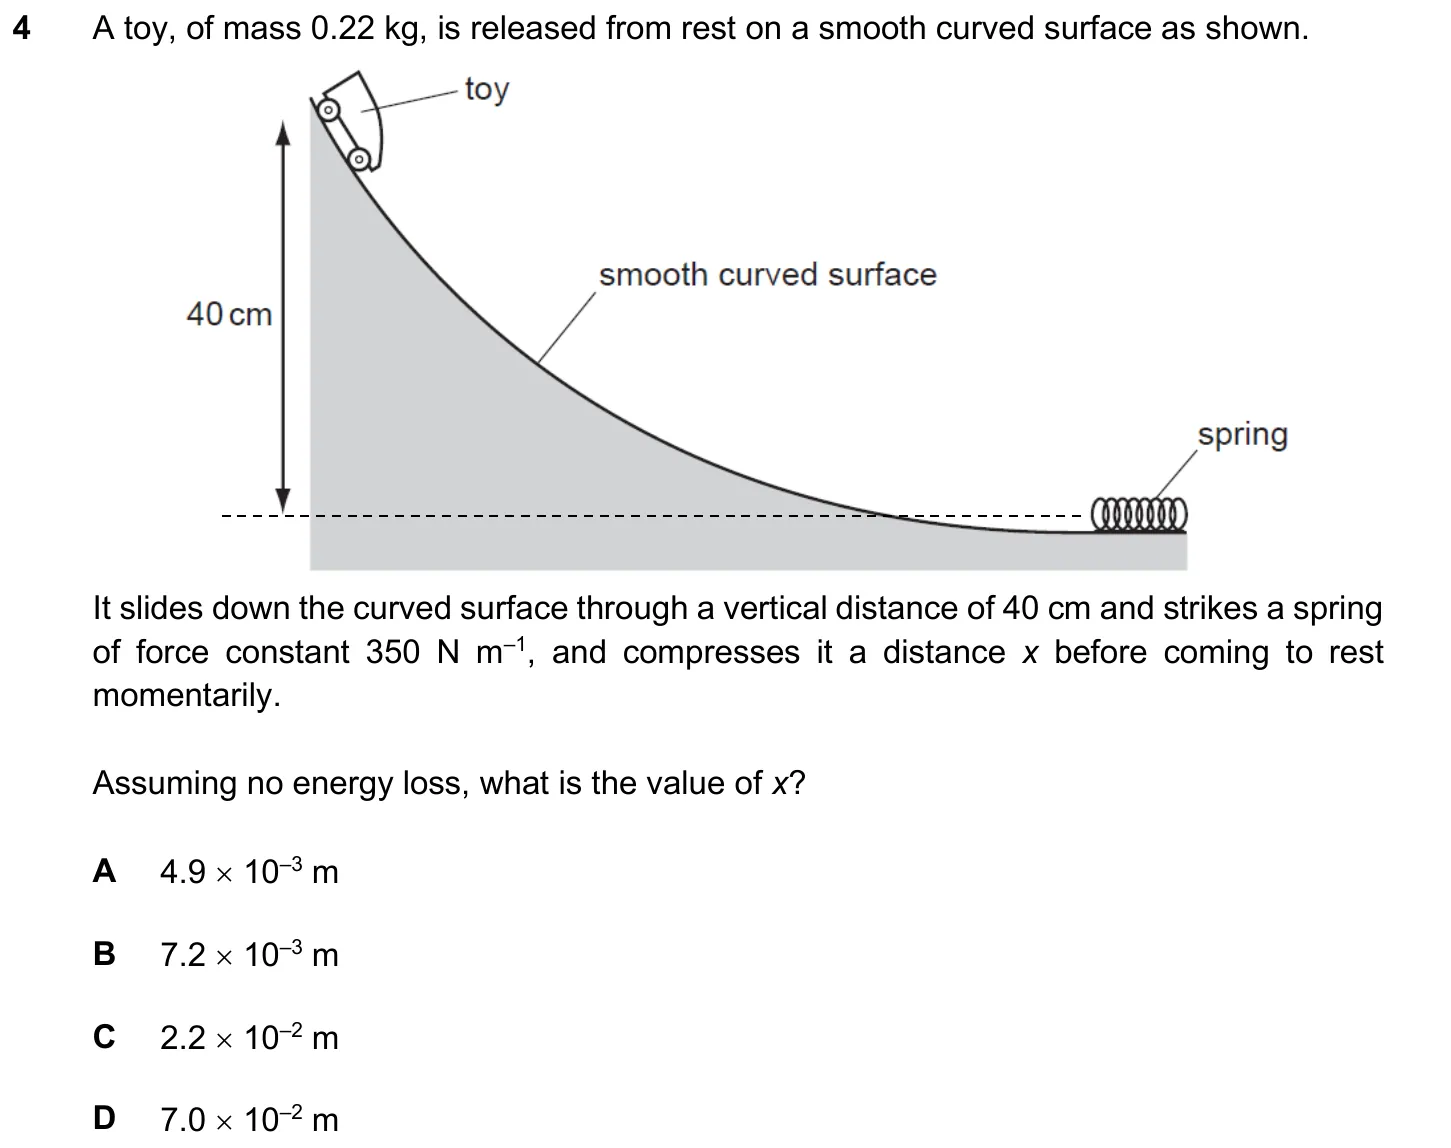 4 A toy, of mass 0.22 kg, is released from rest on a smooth curved surface as shown.
toy
smooth curved surface
40 cm
spring
It slides down the curved surface through a vertical distance of 40 cm and strikes a spring
of force constant 350 N m⁻¹, and compresses it a distance x before coming to rest
momentarily.
Assuming no energy loss, what is the value of x?
A 4.9 × 10⁻³ m
B 7.2 × 10⁻³ m
C 2.2 × 10⁻² m
D 7.0 × 10⁻² m